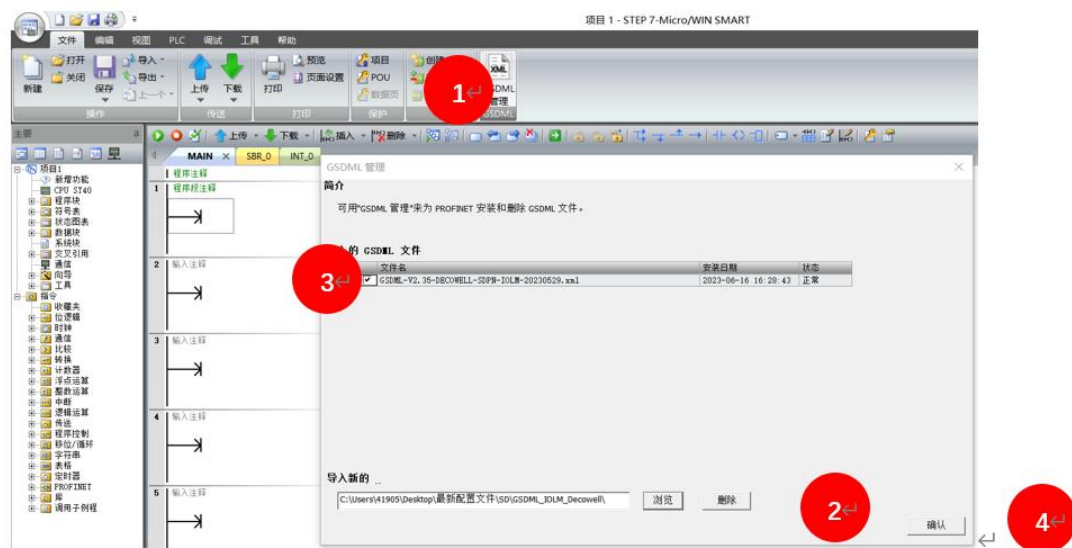 项目 1 - STEP 7-Micro/WIN SMART
文件 编辑 视图 PLC 调试 工具 帮助
新建 打开 关闭 保存 导入 导出 上一个 上传 下载 打印 预览 页面设置 项目 POU 数据页 创建
XML
管理
操作 传送 打印 保护 GSDML
1
主要
上传 下载 插入 删除
MAIN × SBR_0 INT_0
项目1
新增功能
CPU ST40
程序块
符号表
状态图表
数据块
系统块
交叉引用
通信
向导
工具
指令
收藏夹
位逻辑
时钟
通信
比较
转换
计数器
浮点运算
整数运算
中断
逻辑运算
传送
程序控制
移位/循环
字符串
表格
定时器
PROFINET
库
调用子例程
程序注释
1 程序段注释
2 输入注释
3 输入注释
4 输入注释
5 输入注释
GSDML 管理
简介
可用"GSDML 管理"来为 PROFINET 安装和删除 GSDML 文件。
的 GSDML 文件
文件名 安装日期 状态
3
GSDML-V2.35-DECOWELL-SDPN-IOLM-20230529.xml 2023-06-16 16:28:43 正常
导入新的 ..
C:\Users\41905\Desktop\最新配置文件\SD\GSDML_IOLM_Decowell\ 浏览 删除
2
确认
4